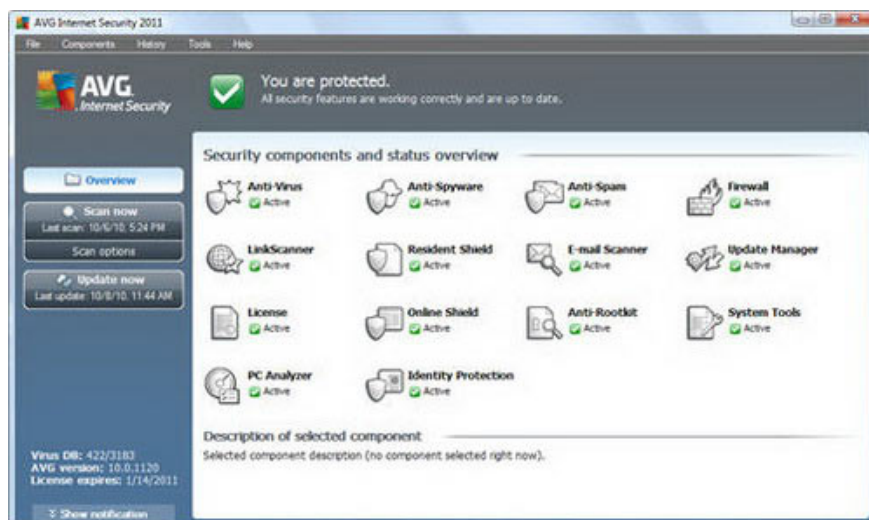 AVG Internet Security 2011
File Components History Tools Help
AVG
Internet Security
You are protected.
All security features are working correctly and are up to date.
Overview
Scan now
Last scan: 10/6/10, 5:24 PM
Scan options
Update now
Last update: 10/8/10, 11:44 AM
Security components and status overview
Anti-Virus
Active
Anti-Spyware
Active
Anti-Spam
Active
Firewall
Active
LinkScanner
Active
Resident Shield
Active
E-mail Scanner
Active
Update Manager
Active
License
Active
Online Shield
Active
Anti-Rootkit
Active
System Tools
Active
PC Analyzer
Active
Identity Protection
Active
Description of selected component
Selected component description (no component selected right now).
Virus DB: 422/3183
AVG version: 10.0.1120
License expires: 1/14/2011
Show notification